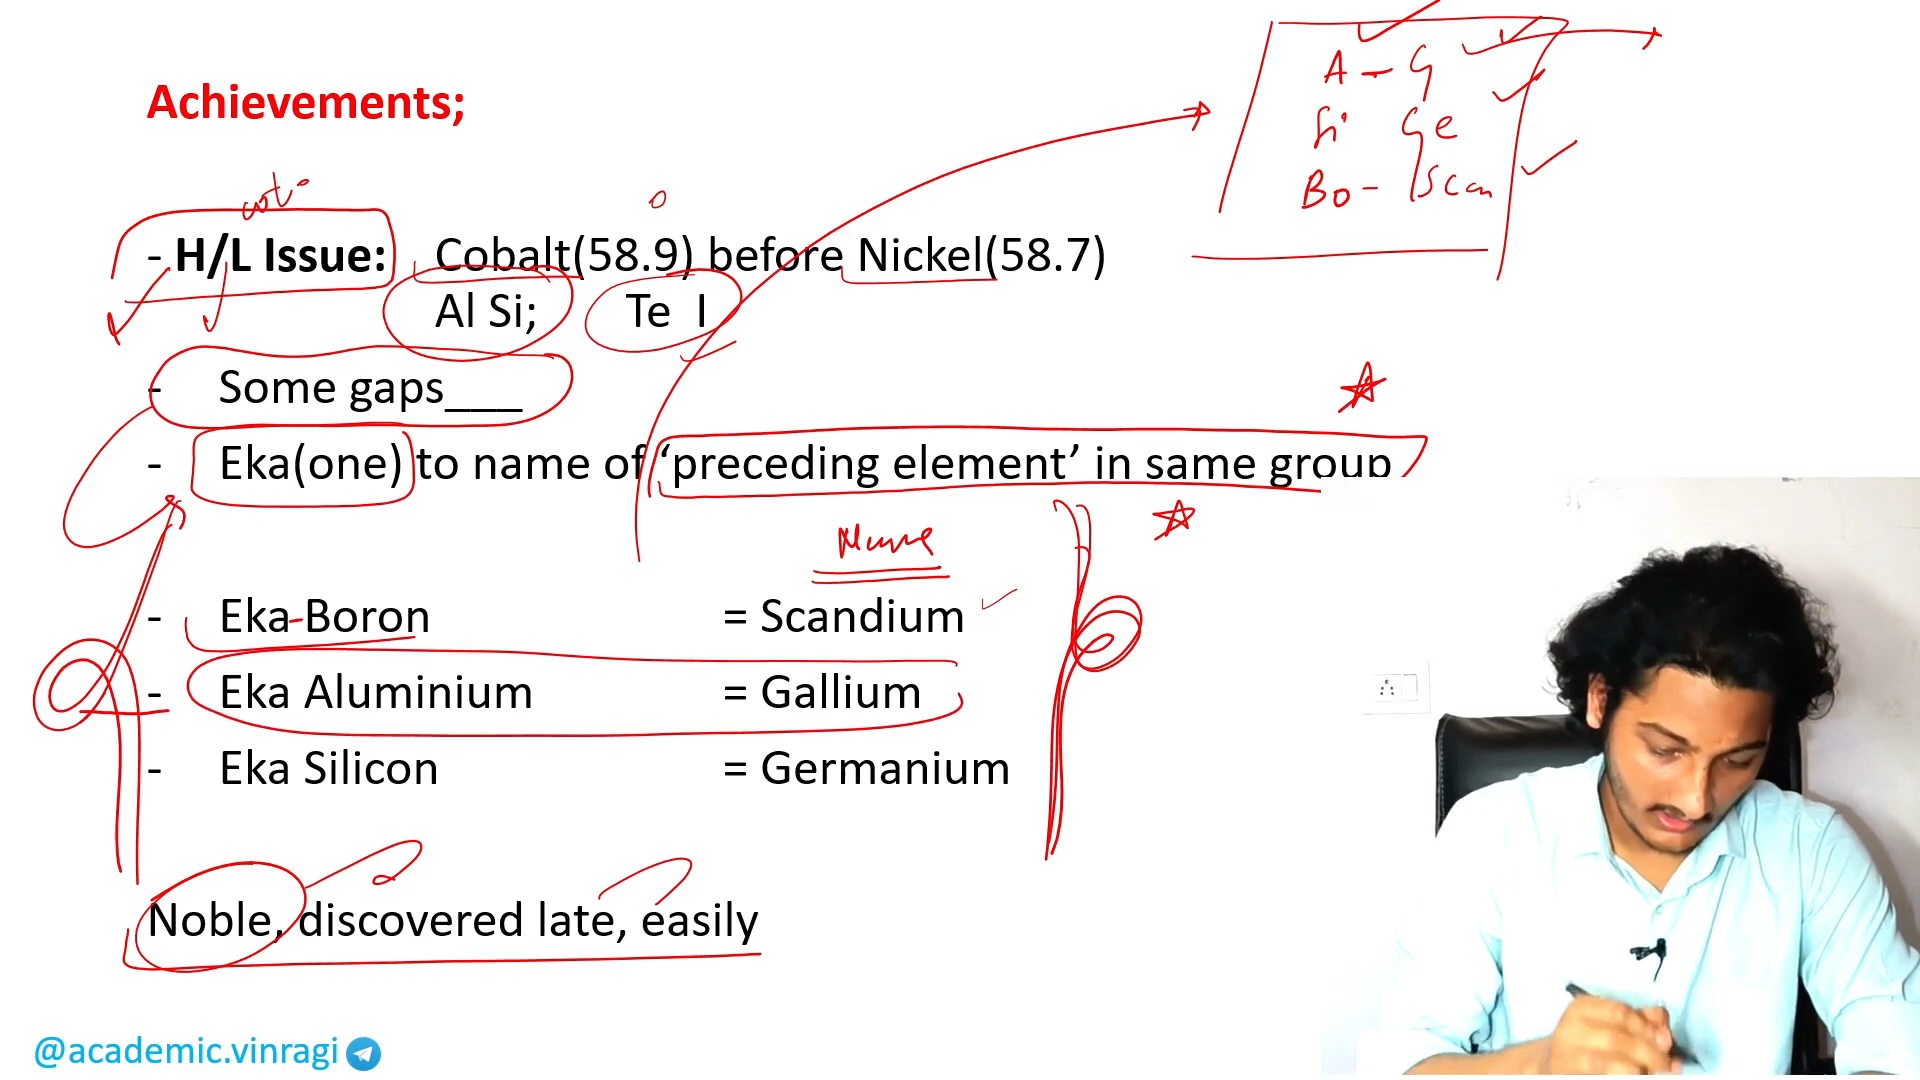 Achievements;
wt.
- H/L Issue: Cobalt(58.9) before Nickel(58.7)
Al Si; Te I
- Some gaps___
- Eka(one) to name of ‘preceding element’ in same group
- Eka-Boron = Scandium
- Eka Aluminium = Gallium
- Eka Silicon = Germanium
Noble, discovered late, easily
@academic.vinragi
A - G
Si Ge
Bo - Scan